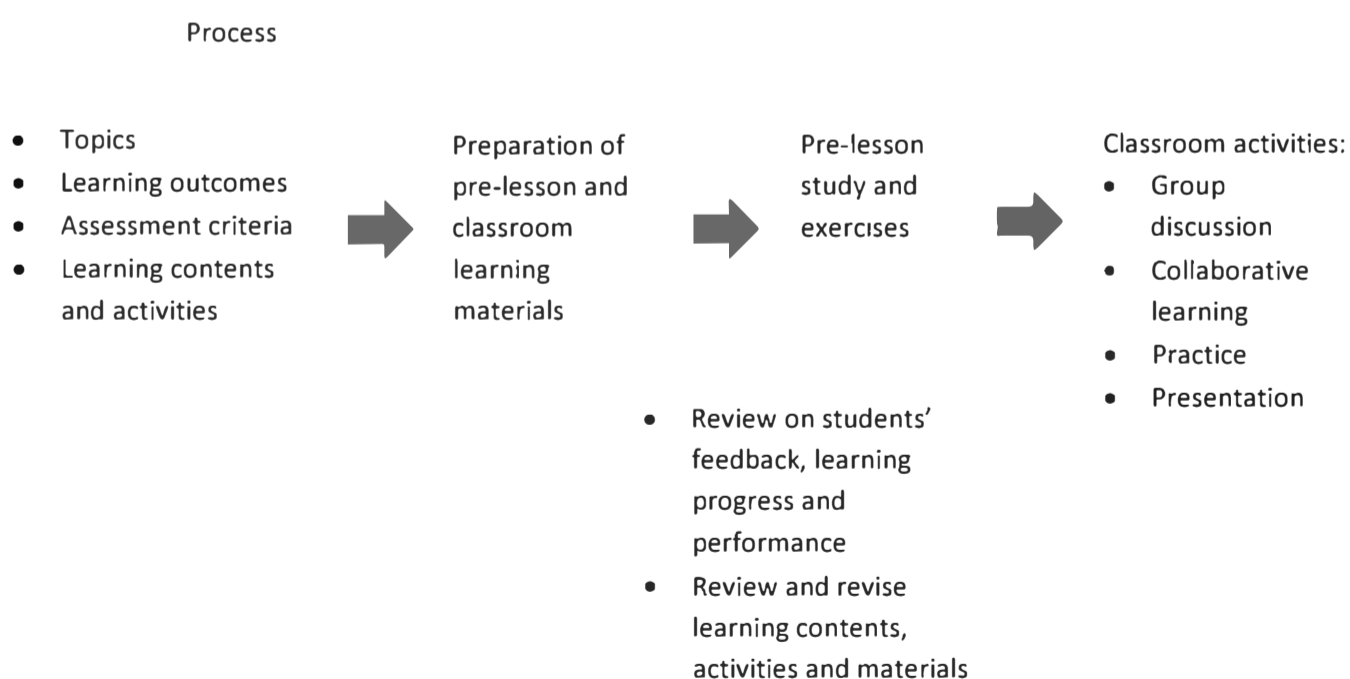 Process
• Topics
• Learning outcomes
• Assessment criteria
• Learning contents
and activities
Preparation of
pre-lesson and
classroom
learning
materials
Pre-lesson
study and
exercises
Classroom activities:
• Group
discussion
• Collaborative
learning
• Practice
• Presentation
• Review on students’
feedback, learning
progress and
performance
• Review and revise
learning contents,
activities and materials